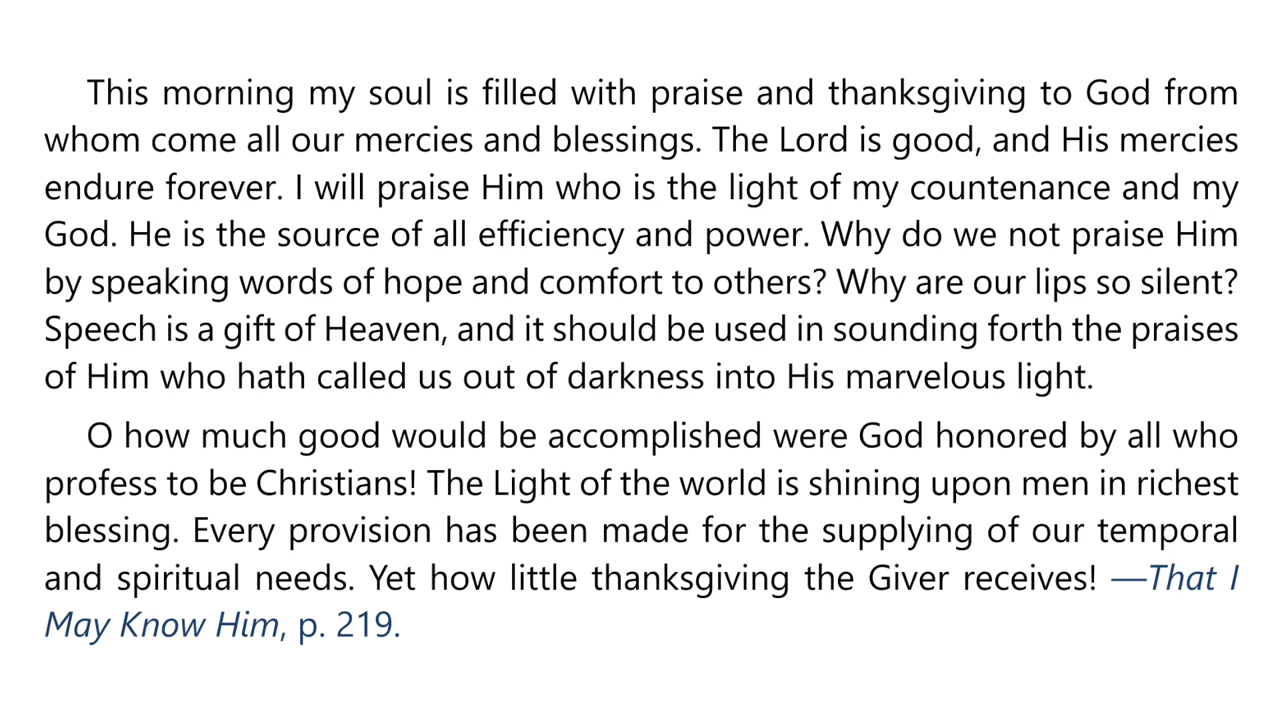 This morning my soul is filled with praise and thanksgiving to God from
whom come all our mercies and blessings. The Lord is good, and His mercies
endure forever. I will praise Him who is the light of my countenance and my
God. He is the source of all efficiency and power. Why do we not praise Him
by speaking words of hope and comfort to others? Why are our lips so silent?
Speech is a gift of Heaven, and it should be used in sounding forth the praises
of Him who hath called us out of darkness into His marvelous light.
O how much good would be accomplished were God honored by all who
profess to be Christians! The Light of the world is shining upon men in richest
blessing. Every provision has been made for the supplying of our temporal
and spiritual needs. Yet how little thanksgiving the Giver receives! —That I
May Know Him, p. 219.